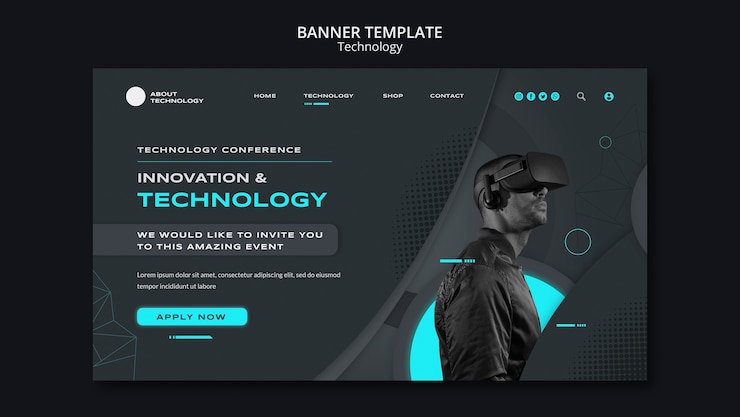 BANNER TEMPLATE
Technology
ABOUT
TECHNOLOGY
HOME
TECHNOLOGY
SHOP
CONTACT
TECHNOLOGY CONFERENCE
INNOVATION &
TECHNOLOGY
WE WOULD LIKE TO INVITE YOU
TO THIS AMAZING EVENT
Lorem ipsum dolor sit amet, consectetur adipiscing elit, sed do eiusmod
tempor incididunt ut labore
APPLY NOW